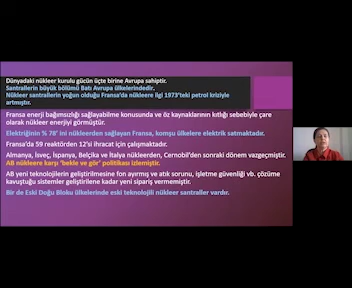 Dünyadaki nükleer kurulu gücün üçte birine Avrupa sahiptir.
Santrallerin büyük bölümü Batı Avrupa ülkelerindedir.
Nükleer santrallerin yoğun olduğu Fransa'da nükleere ilgi 1973'teki petrol kriziyle
artmıştır.
Fransa enerji bağımsızlığı sağlayabilme konusunda ve öz kaynaklarının kıtlığı sebebiyle çare
olarak nükleer enerjiyi görmüştür.
Elektriğinin % 78' ini nükleerden sağlayan Fransa, komşu ülkelere elektrik satmaktadır.
Fransa'da 59 reaktörden 12'si ihracat için çalışmaktadır.
Almanya, İsveç, İspanya, Belçika ve İtalya nükleerden, Çernobil'den sonraki dönem vazgeçmiştir.
AB nükleere karşı 'bekle ve gör' politikası izlemiştir.
AB yeni teknolojilerin geliştirilmesine fon ayırmış ve atık sorunu, işletme güvenliği vb. çözüme
kavuştuğu sistemler geliştirilene kadar yeni sipariş vermemiştir.
Bir de Eski Doğu Bloku ülkelerinde eski teknolojili nükleer santraller vardır.